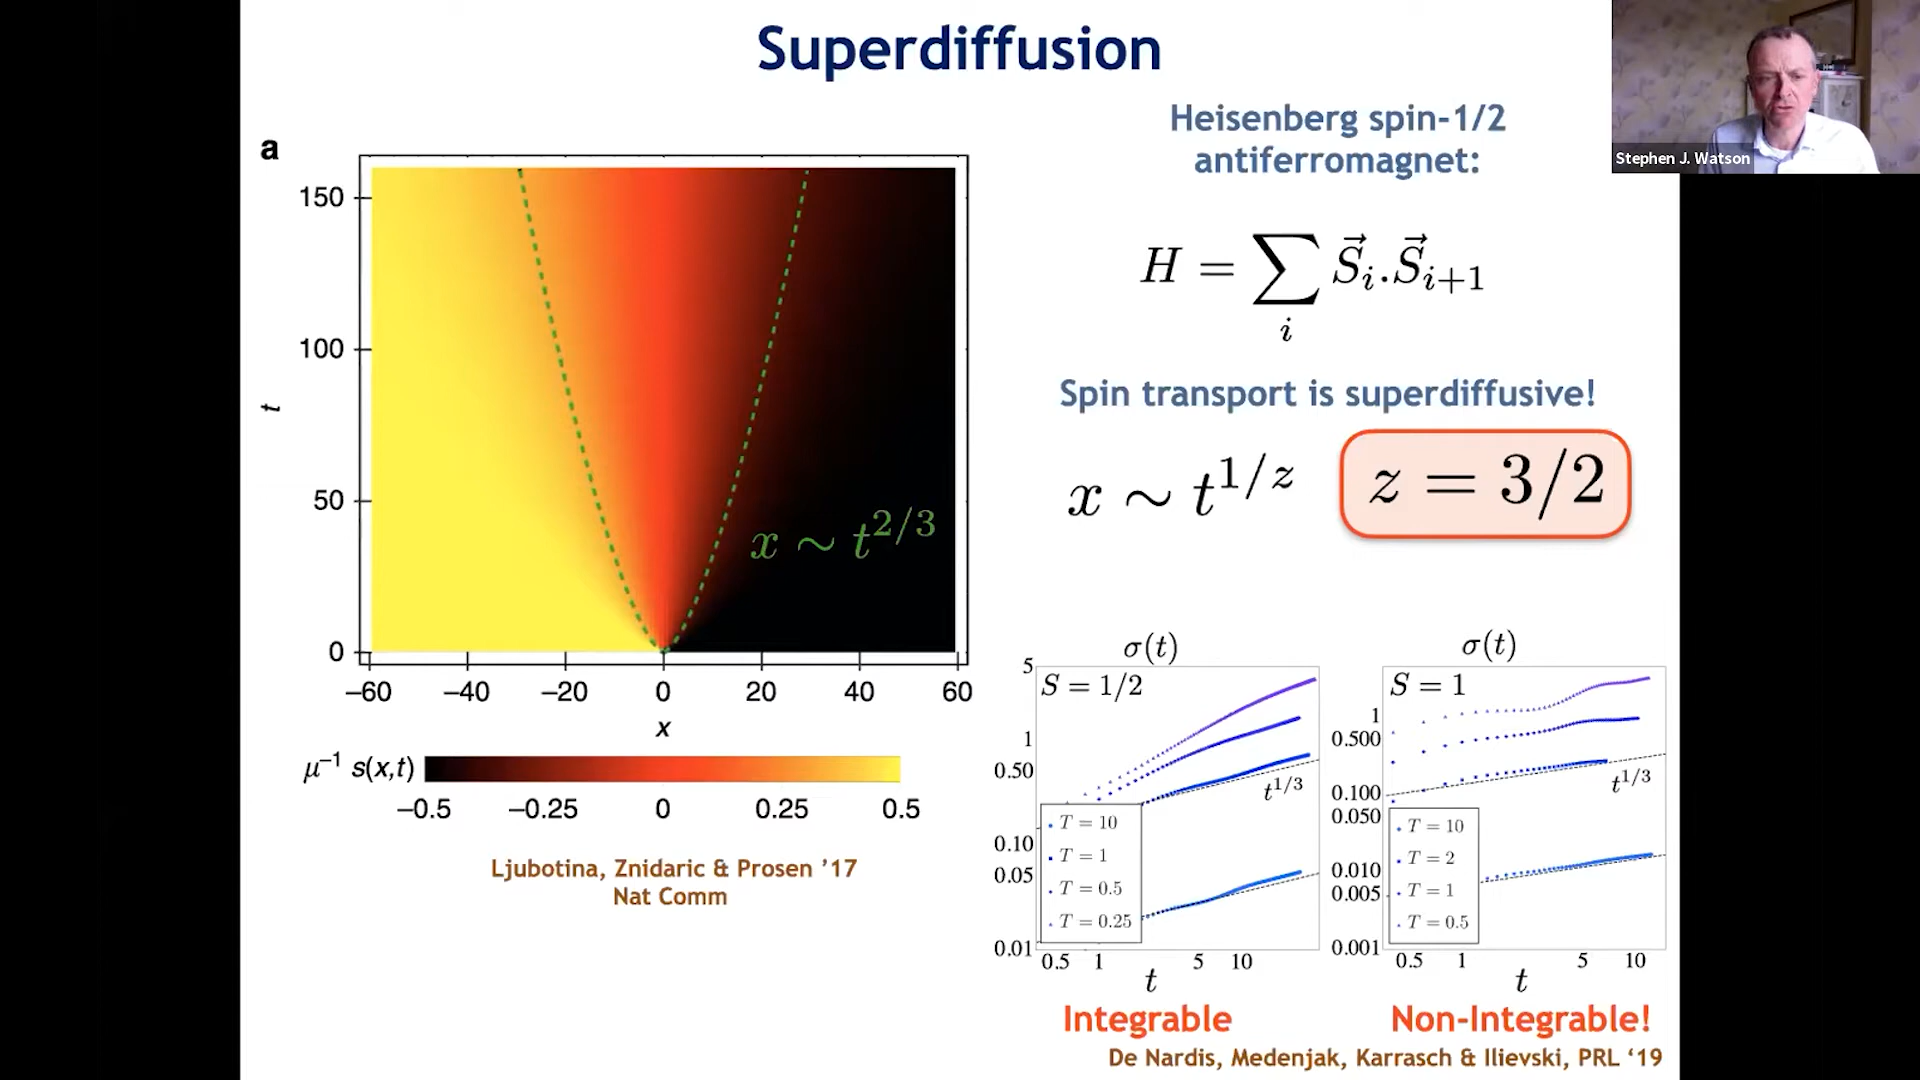 Superdiffusion
Stephen J. Watson
a
150
100
50
0
t
–60 –40 –20 0 20 40 60
x
x ∼ t^{2/3}
μ⁻¹ s(x,t)
–0.5 –0.25 0 0.25 0.5
Ljubotina, Znidaric & Prosen ’17
Nat Comm
Heisenberg spin-1/2
antiferromagnet:
H = ∑_i S⃗_i.S⃗_{i+1}
Spin transport is superdiffusive!
x ∼ t^{1/z}
z = 3/2
σ(t)
S = 1/2
5
1
0.50
0.10
0.05
0.01
t^{1/3}
T = 10
T = 1
T = 0.5
T = 0.25
0.5 1 5 10
t
Integrable
σ(t)
S = 1
1
0.500
0.100
0.050
0.010
0.005
0.001
t^{1/3}
T = 10
T = 2
T = 1
T = 0.5
0.5 1 5 10
t
Non-Integrable!
De Nardis, Medenjak, Karrasch & Ilievski, PRL ‘19